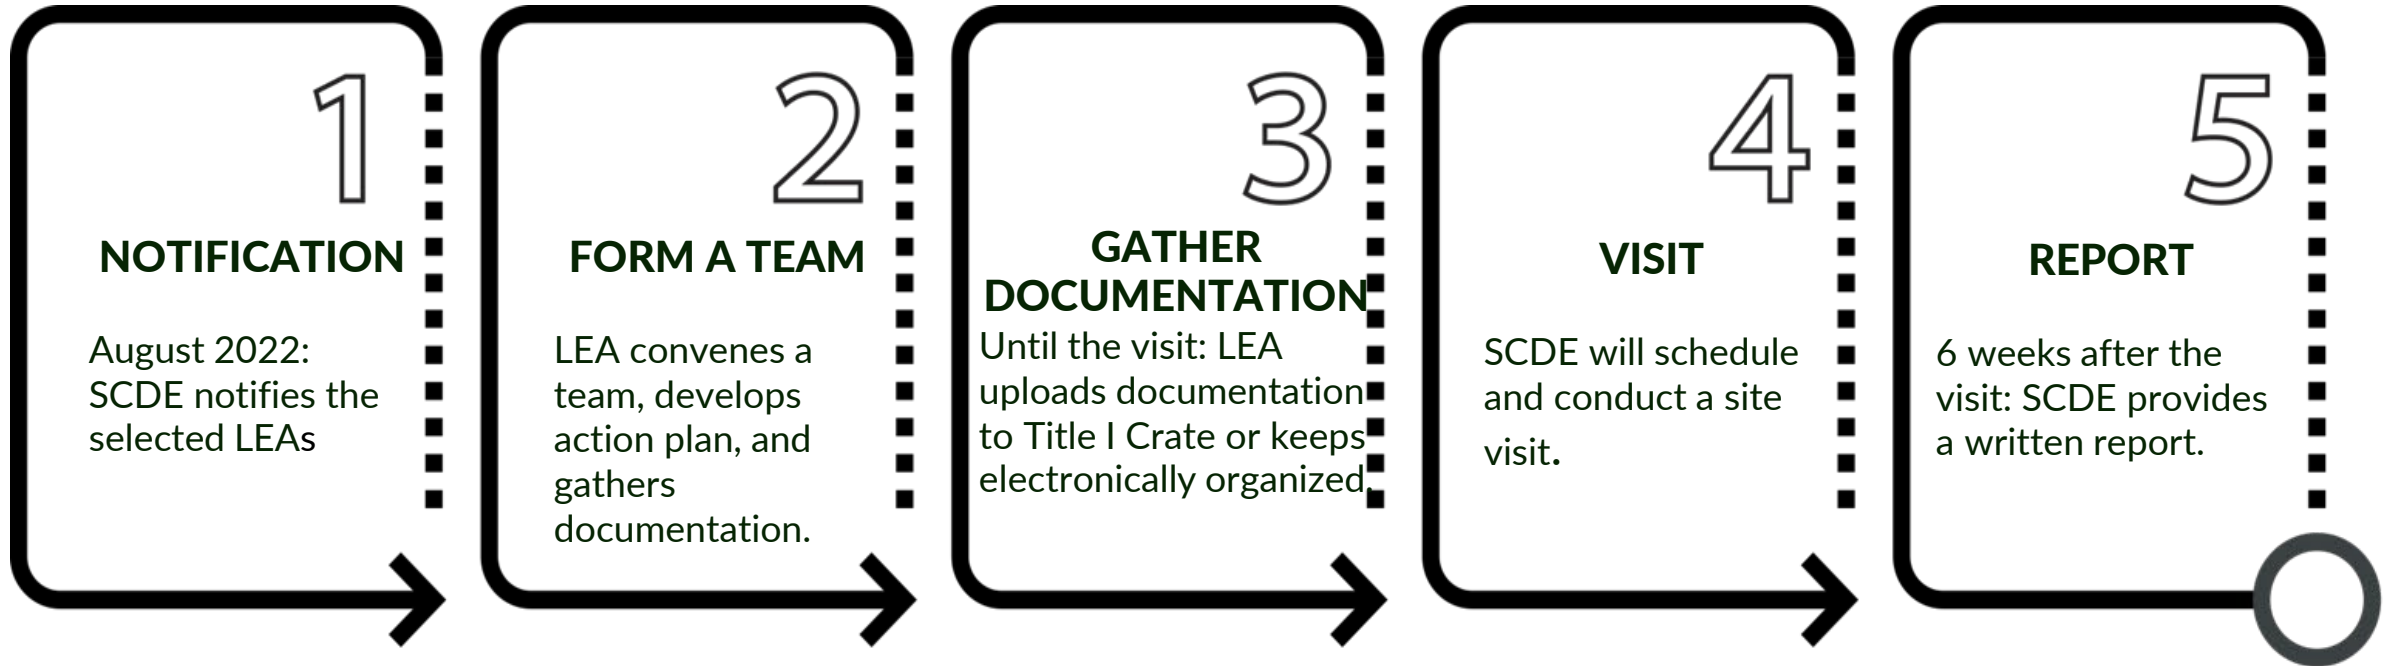 1
NOTIFICATION
August 2022:
SCDE notifies the
selected LEAs
2
FORM A TEAM
LEA convenes a
team, develops
action plan, and
gathers
documentation.
3
GATHER
DOCUMENTATION
Until the visit: LEA
uploads documentation
to Title I Crate or keeps
electronically organized.
4
VISIT
SCDE will schedule
and conduct a site
visit.
5
REPORT
6 weeks after the
visit: SCDE provides
a written report.